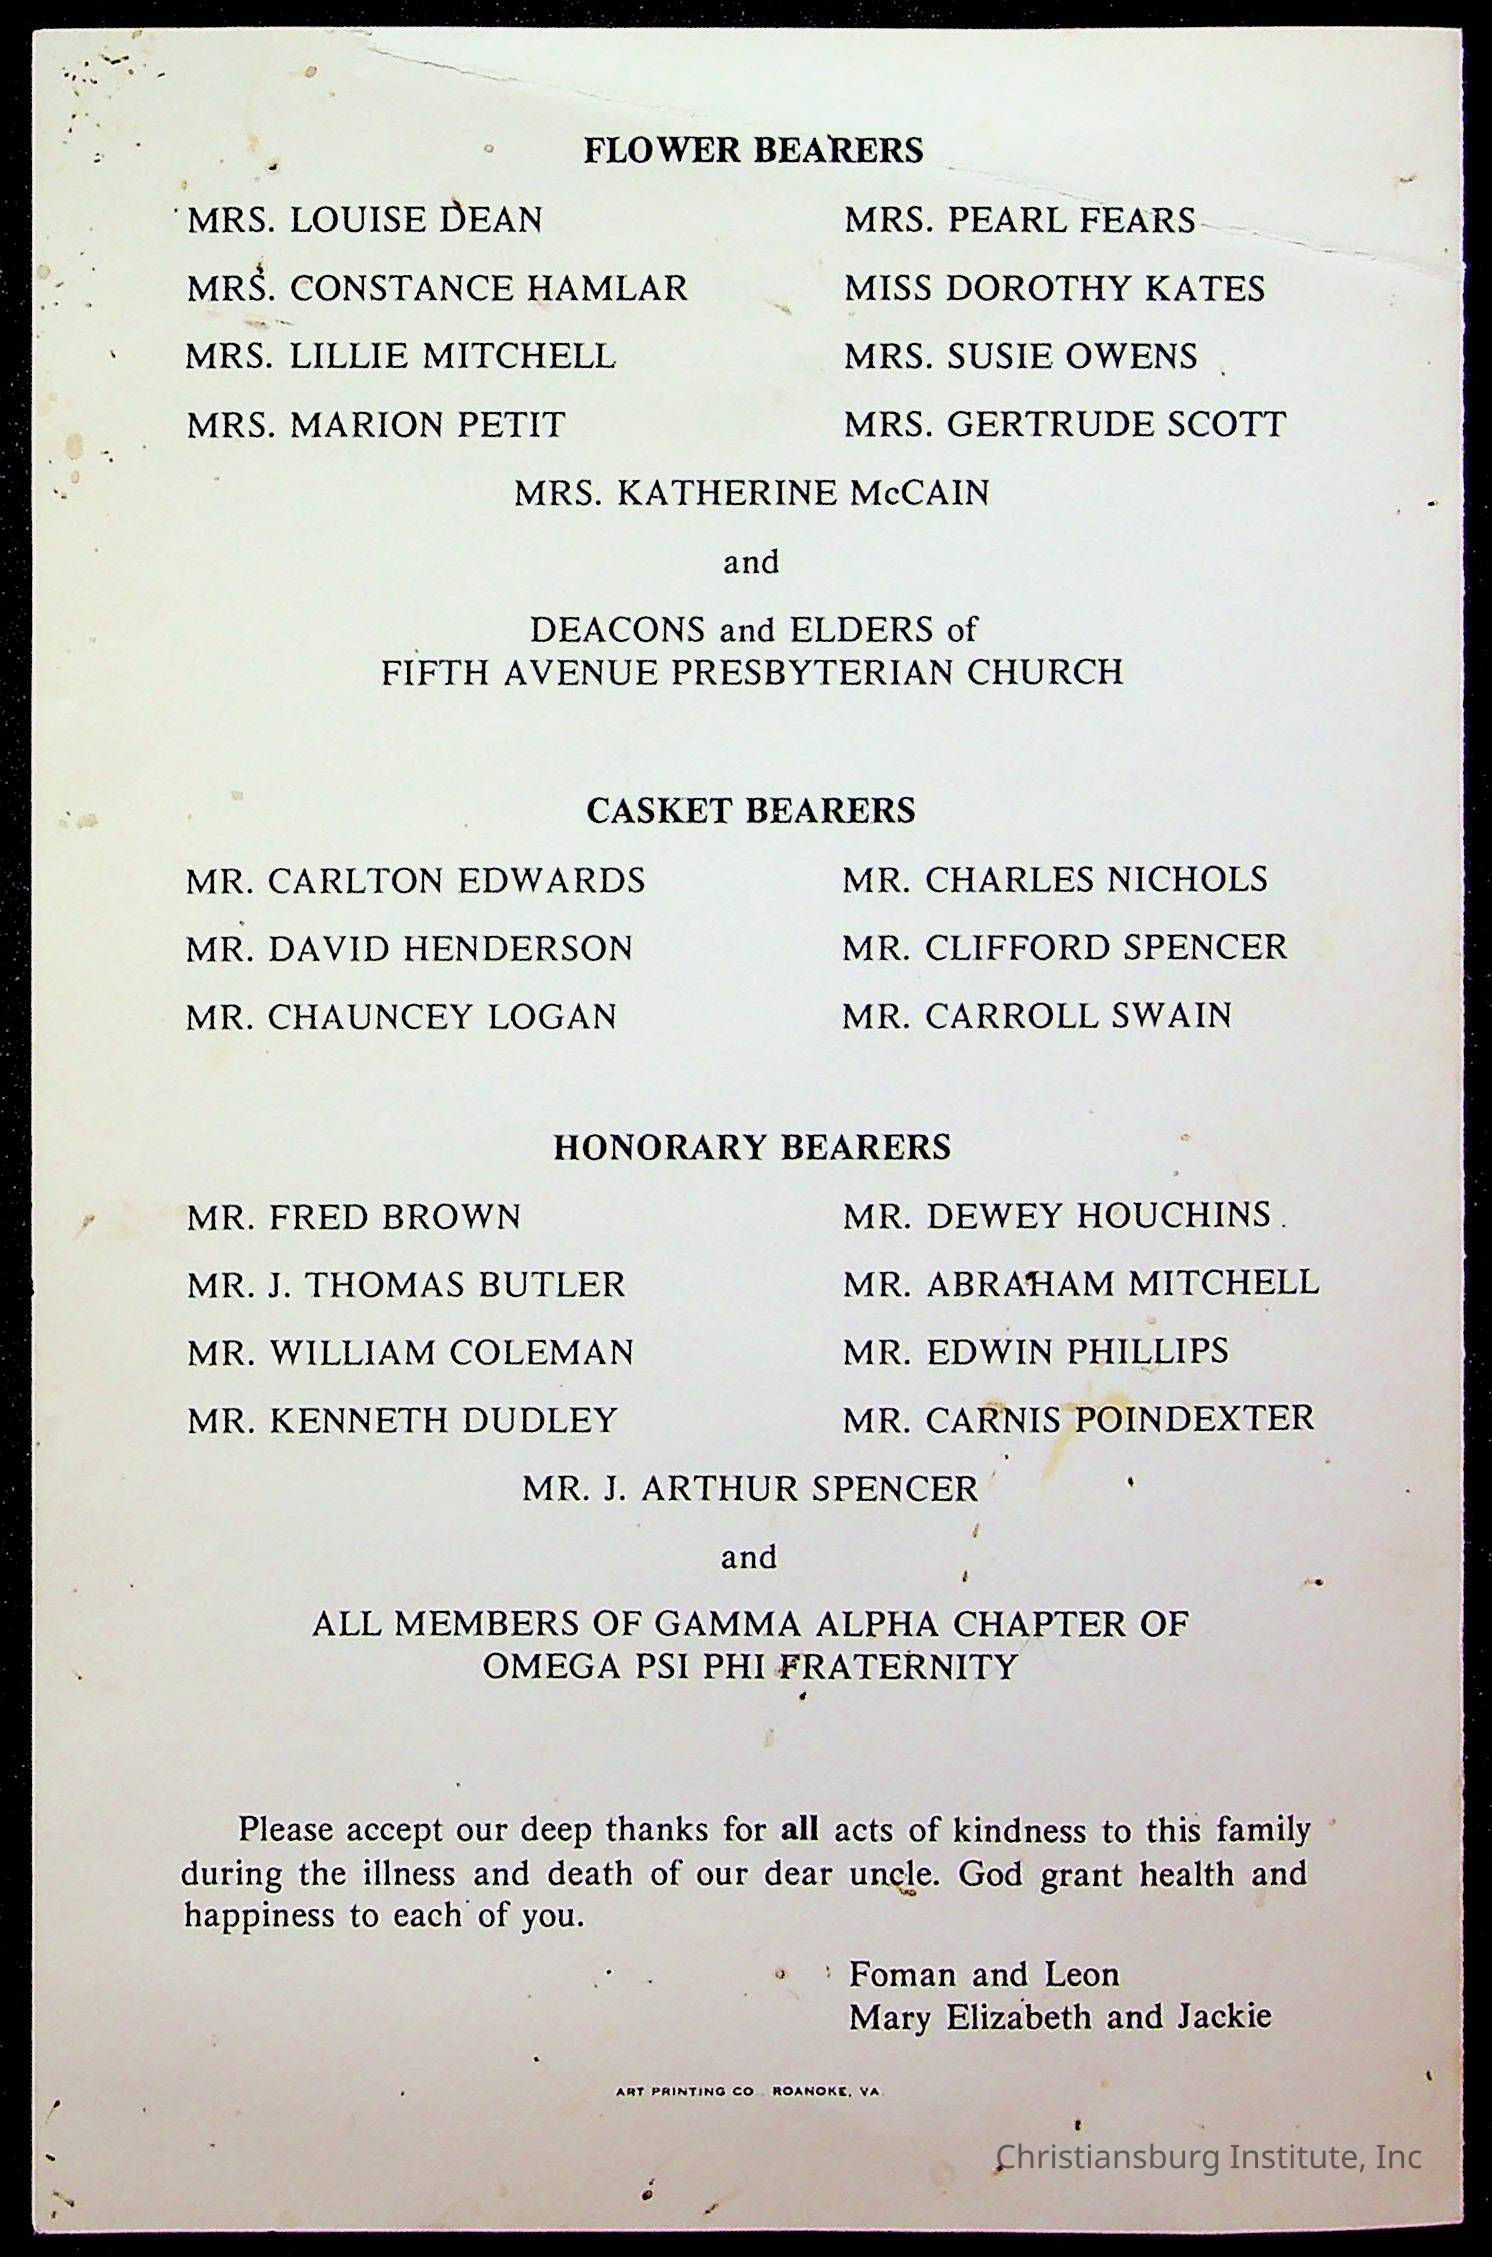 FLOWER BEARERS
MRS. LOUISE DEAN MRS. PEARL FEARS
MRS. CONSTANCE HAMLAR MISS DOROTHY KATES
MRS. LILLIE MITCHELL MRS. SUSIE OWENS
MRS. MARION PETIT MRS. GERTRUDE SCOTT
MRS. KATHERINE McCAIN
and
DEACONS and ELDERS of
FIFTH AVENUE PRESBYTERIAN CHURCH
CASKET BEARERS
MR. CARLTON EDWARDS MR. CHARLES NICHOLS
MR. DAVID HENDERSON MR. CLIFFORD SPENCER
MR. CHAUNCEY LOGAN MR. CARROLL SWAIN
HONORARY BEARERS
MR. FRED BROWN MR. DEWEY HOUCHINS
MR. J. THOMAS BUTLER MR. ABRAHAM MITCHELL
MR. WILLIAM COLEMAN MR. EDWIN PHILLIPS
MR. KENNETH DUDLEY MR. CARNIS POINDEXTER
MR. J. ARTHUR SPENCER
and
ALL MEMBERS OF GAMMA ALPHA CHAPTER OF
OMEGA PSI PHI FRATERNITY
Please accept our deep thanks for all acts of kindness to this family
during the illness and death of our dear uncle. God grant health and
happiness to each of you.
Foman and Leon
Mary Elizabeth and Jackie
ART PRINTING CO. ROANOKE, VA.
Christiansburg Institute, Inc